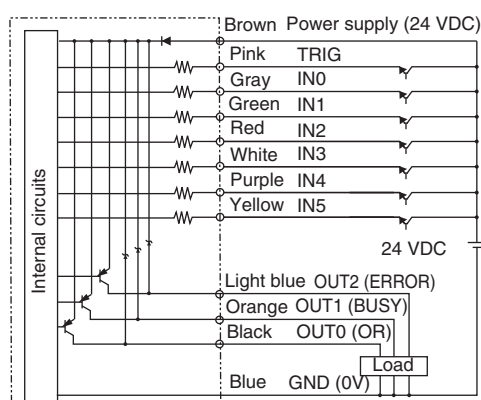 Brown Power supply (24 VDC)
Pink TRIG
Gray IN0
Green IN1
Red IN2
White IN3
Purple IN4
Yellow IN5
Internal circuits
24 VDC
Light blue OUT2 (ERROR)
Orange OUT1 (BUSY)
Black OUT0 (OR)
Load
Blue GND (0V)